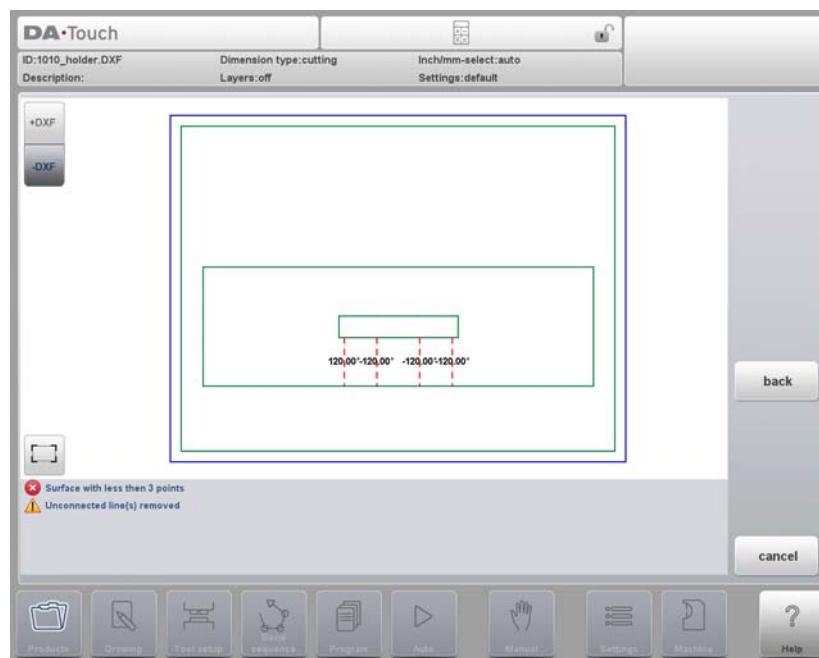 DA·Touch
ID:1010_holder.DXF Dimension type:cutting Inch/mm-select:auto
Description: Layers:off Settings:default
+DXF
-DXF
120,00°-120,00° -120,00°-120,00°
back
Surface with less then 3 points
Unconnected line(s) removed
cancel
Products Drawing Tool setup Bend sequence Program Auto Manual Settings Machine Help